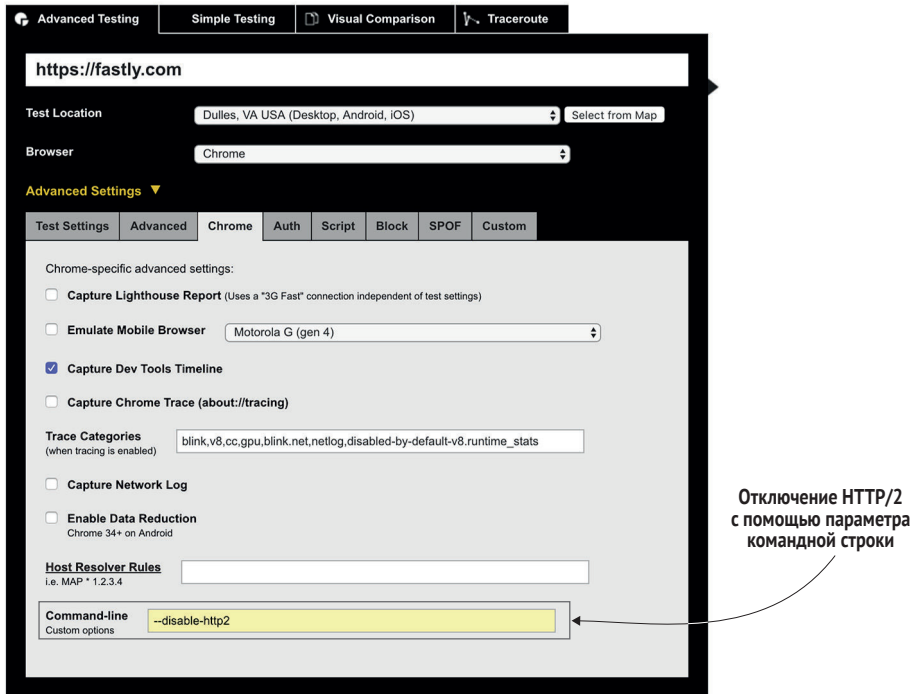 Advanced Testing Simple Testing Visual Comparison Traceroute
https://fastly.com
Test Location Dulles, VA USA (Desktop, Android, iOS) Select from Map
Browser Chrome
Advanced Settings ▼
Test Settings Advanced Chrome Auth Script Block SPOF Custom
Chrome-specific advanced settings:
Capture Lighthouse Report (Uses a "3G Fast" connection independent of test settings)
Emulate Mobile Browser Motorola G (gen 4)
Capture Dev Tools Timeline
Capture Chrome Trace (about://tracing)
Trace Categories
(when tracing is enabled)
blink,v8,cc,gpu,blink.net,netlog,disabled-by-default-v8.runtime_stats
Capture Network Log
Enable Data Reduction
Chrome 34+ on Android
Host Resolver Rules
i.e. MAP * 1.2.3.4
Command-line
Custom options
--disable-http2
Отключение HTTP/2
с помощью параметра
командной строки